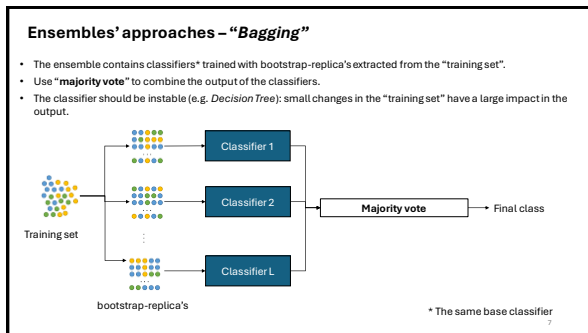 Ensembles' approaches – "Bagging"
• The ensemble contains classifiers* trained with bootstrap-replica's extracted from the "training set".
• Use "majority vote" to combine the output of the classifiers.
• The classifier should be instable (e.g. Decision Tree): small changes in the "training set" have a large impact in the
output.
...
Classifier 1
...
Classifier 2
Majority vote
Final class
Training set
...
...
Classifier L
...
bootstrap-replica's
* The same base classifier
7